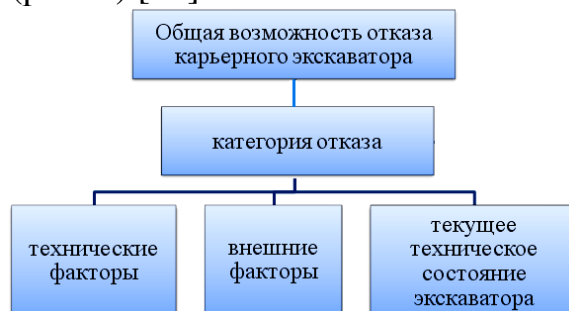 Общая возможность отказа
карьерного экскаватора
категория отказа
технические
факторы
внешние
факторы
текущее
техническое
состояние
экскаватора